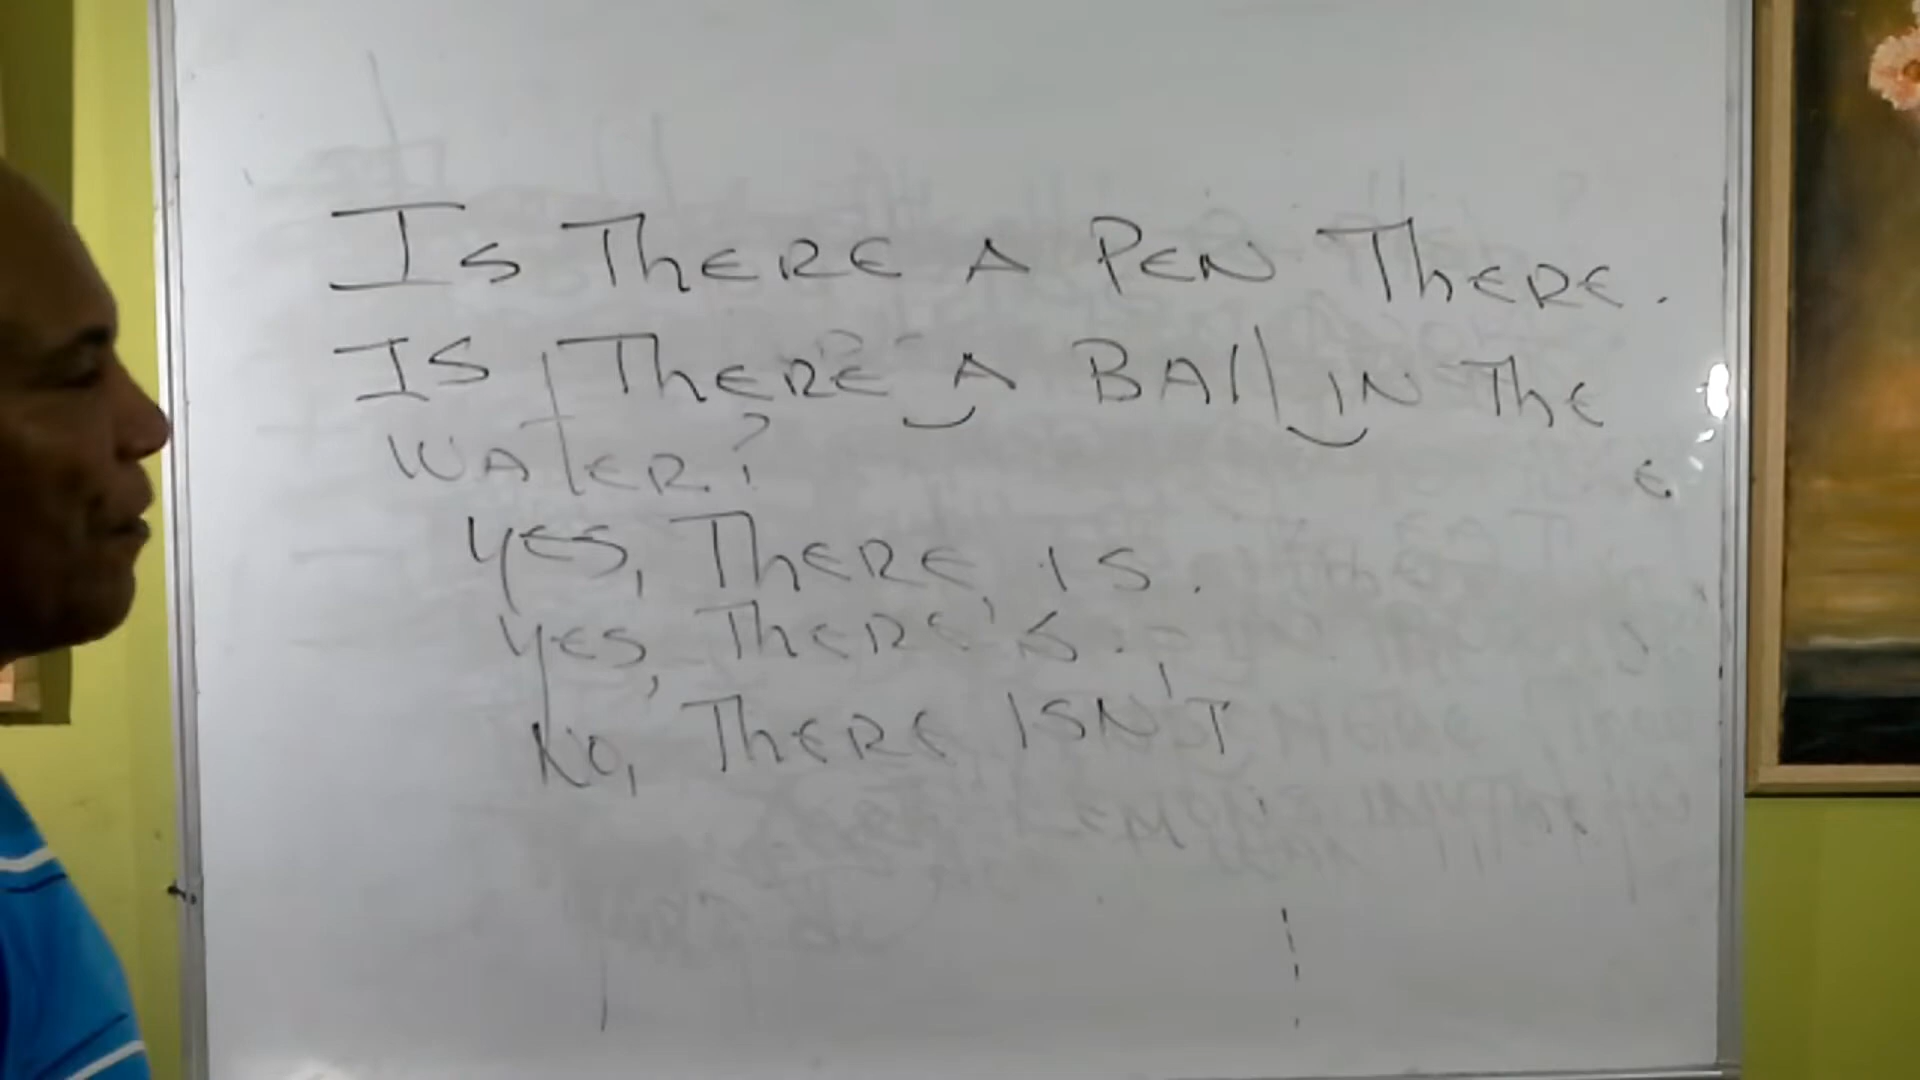 Is There A Pen There.
Is There A Ball in The
Water?
Yes, There is.
Yes, There's.
No, There isn't